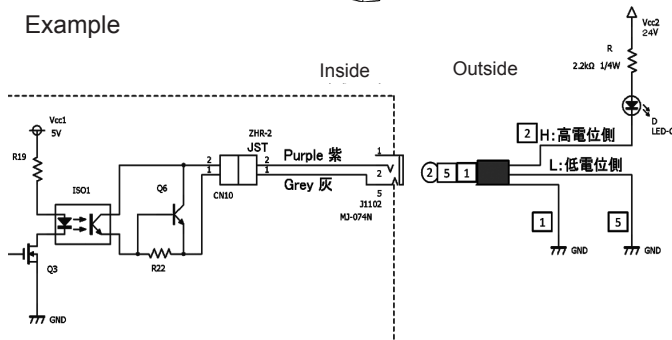 Example
Inside
Outside
Vcc2
24V
R
2.2kΩ 1/4W
D
LED-G
2 H:高電位側
L:低電位側
2 5 1
1
5
GND
GND
Vcc1
5V
R19
ISO1
Q6
ZHR-2
JST
2
1
2
1
CN10
Purple 紫
Grey 灰
1
2
5
J1102
MJ-074N
R22
Q3
GND